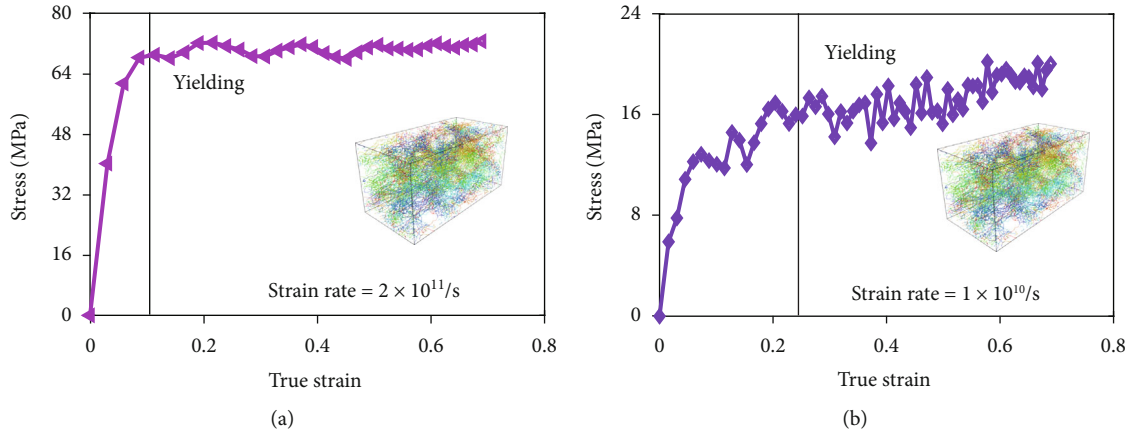 80
64
48
32
16
0
Stress (MPa)
Yielding
Strain rate = 2 × 10¹¹/s
0
0.2
0.4
0.6
0.8
True strain
(a)
24
16
8
0
Stress (MPa)
Yielding
Strain rate = 1 × 10¹⁰/s
0
0.2
0.4
0.6
0.8
True strain
(b)